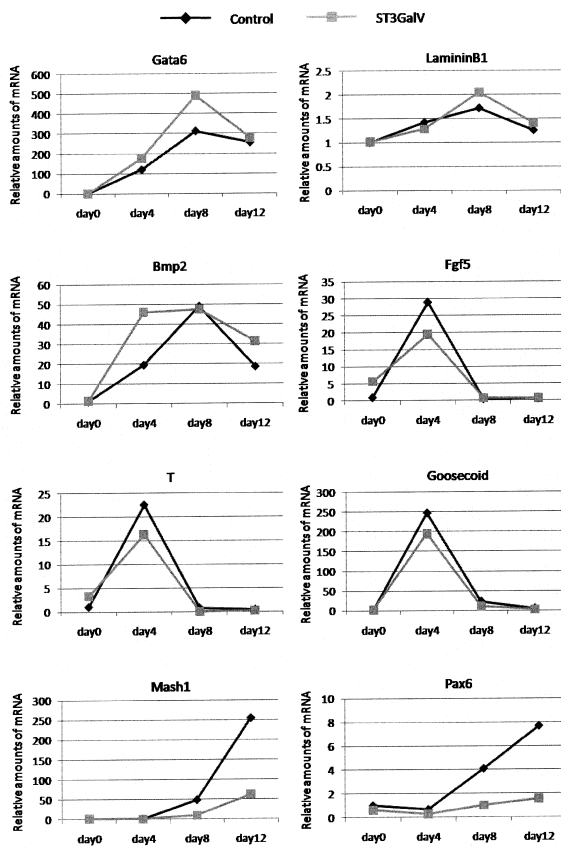 Control ST3GalV
Gata6
Relative amounts of mRNA
600
500
400
300
200
100
0
day0 day4 day8 day12
LamininB1
Relative amounts of mRNA
2.5
2
1.5
1
0.5
0
day0 day4 day8 day12
Bmp2
Relative amounts of mRNA
60
50
40
30
20
10
0
day0 day4 day8 day12
Fgf5
Relative amounts of mRNA
35
30
25
20
15
10
5
0
day0 day4 day8 day12
T
Relative amounts of mRNA
25
20
15
10
5
0
day0 day4 day8 day12
Goosecoid
Relative amounts of mRNA
300
250
200
150
100
50
0
day0 day4 day8 day12
Mash1
Relative amounts of mRNA
300
250
200
150
100
50
0
day0 day4 day8 day12
Pax6
Relative amounts of mRNA
10
8
6
4
2
0
day0 day4 day8 day12